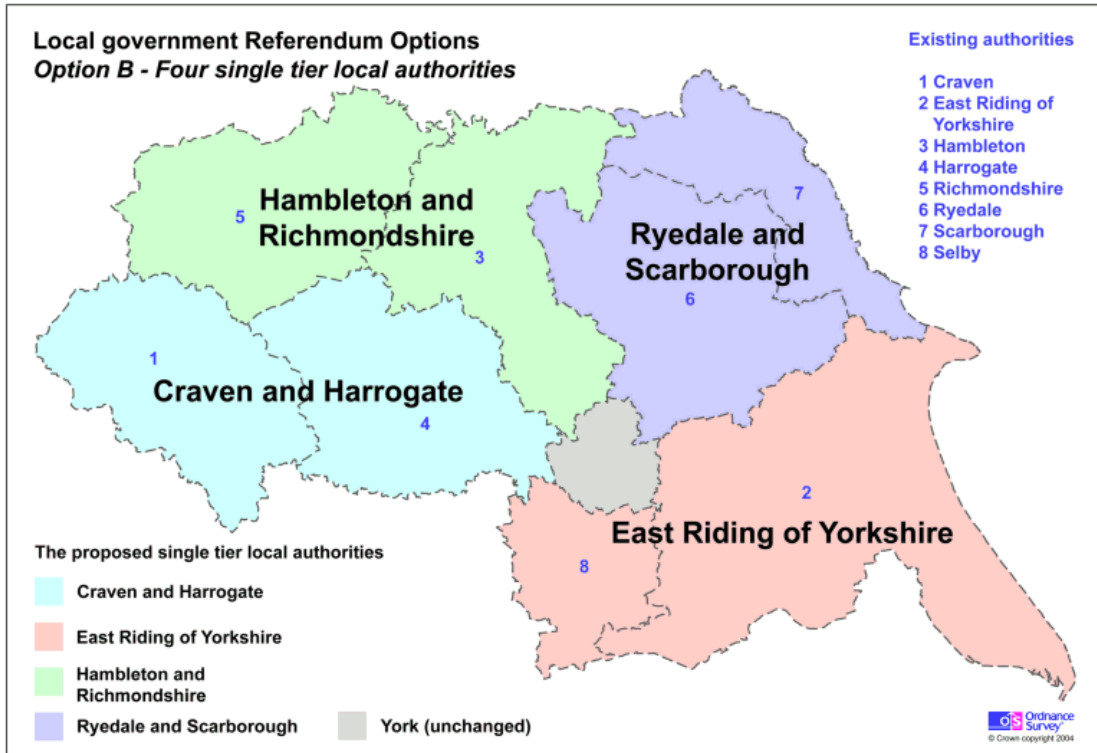 Local government Referendum Options
Option B - Four single tier local authorities
Existing authorities
1 Craven
2 East Riding of
Yorkshire
3 Hambleton
4 Harrogate
5 Richmondshire
6 Ryedale
7 Scarborough
8 Selby
7
5
Hambleton and
Richmondshire
3
Ryedale and
Scarborough
6
1
Craven and Harrogate
4
2
East Riding of Yorkshire
8
The proposed single tier local authorities
Craven and Harrogate
East Riding of Yorkshire
Hambleton and
Richmondshire
Ryedale and Scarborough
York (unchanged)
OS Ordnance
Survey®
© Crown copyright 2004